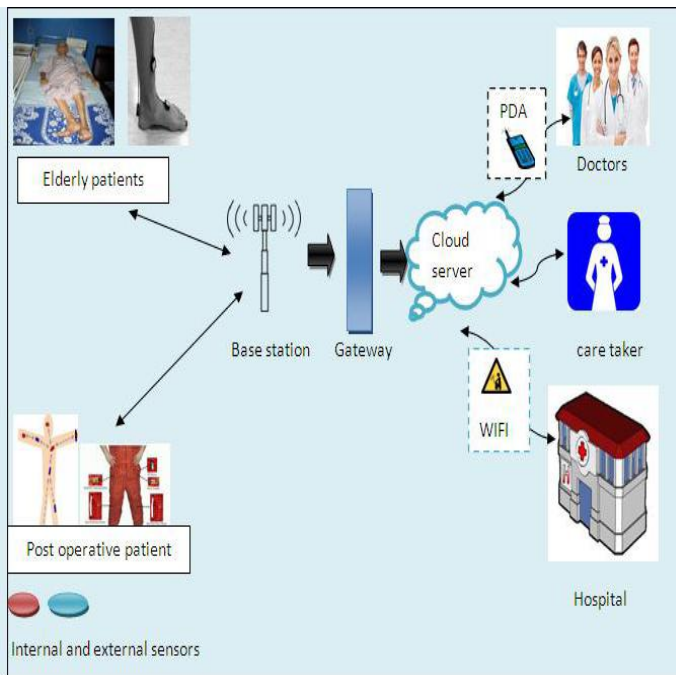 PDA
Doctors
Elderly patients
Cloud
server
Base station
Gateway
care taker
WIFI
Post operative patient
Hospital
Internal and external sensors